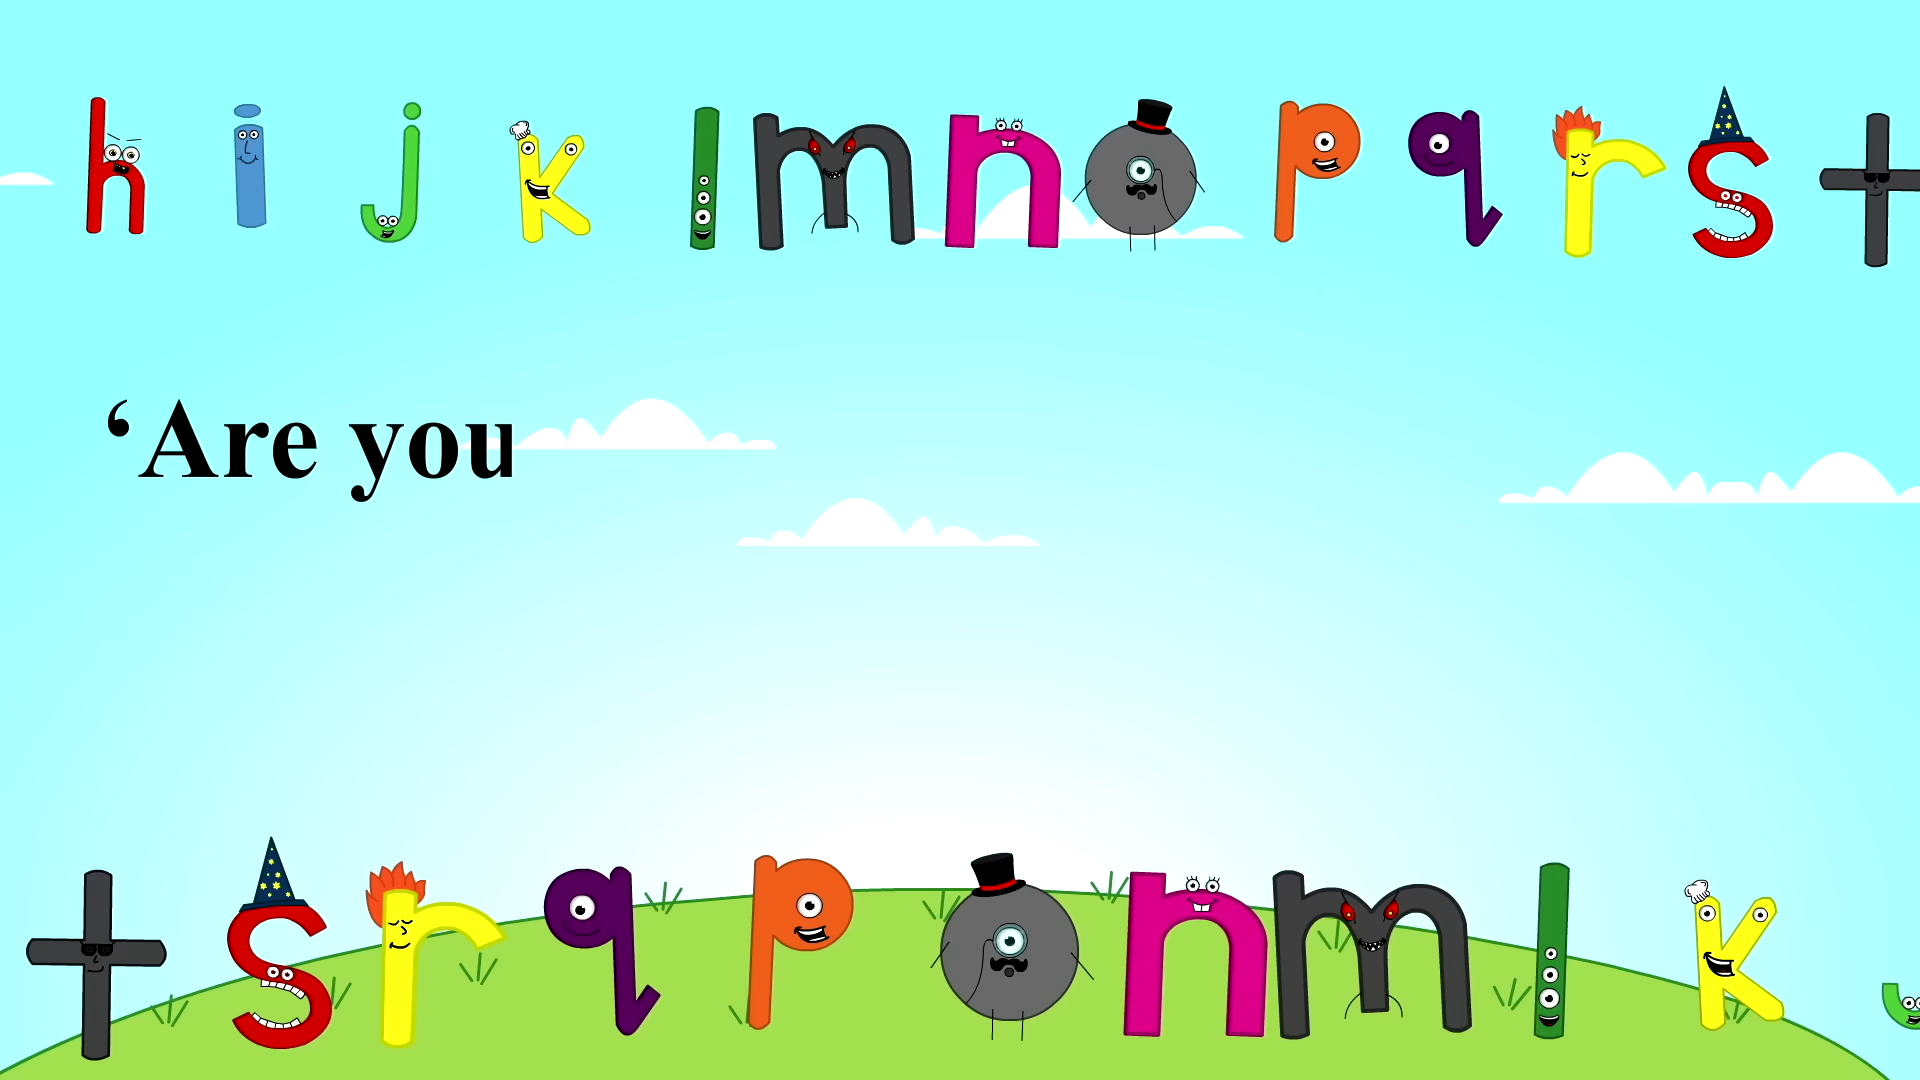 h i j k l m n o p q r s t
‘Are you
t s r q p o n m l k j